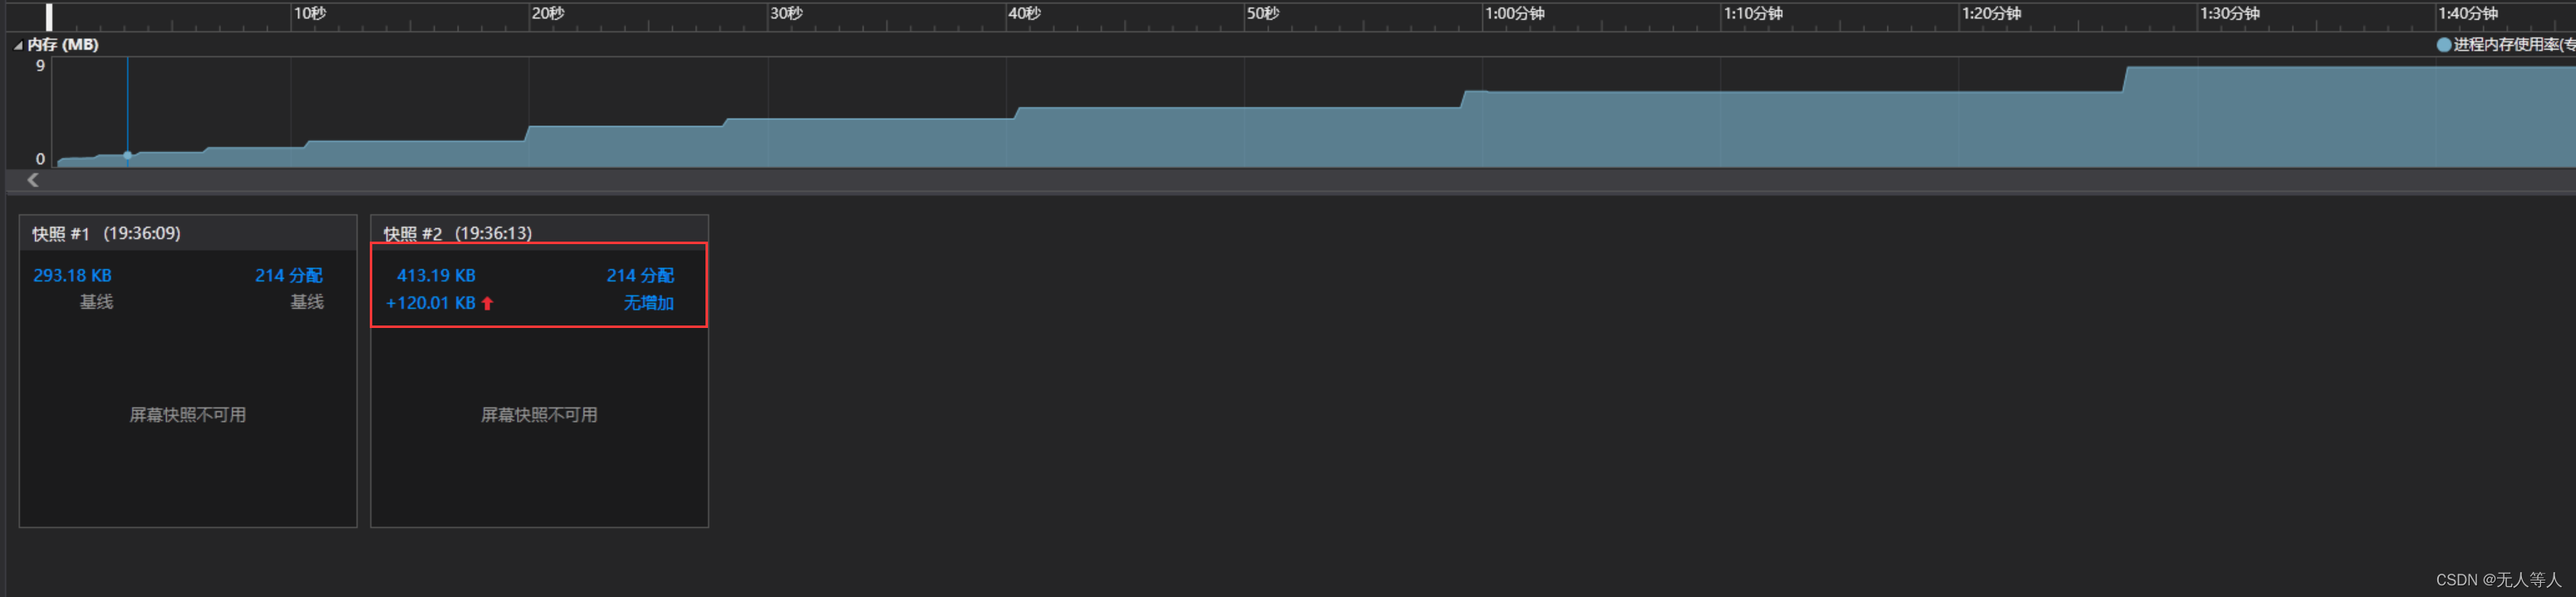 10秒 20秒 30秒 40秒 50秒 1:00分钟 1:10分钟 1:20分钟 1:30分钟 1:40分钟
内存 (MB) 进程内存使用率(专
9
0
快照 #1 (19:36:09) 快照 #2 (19:36:13)
293.18 KB 214 分配 413.19 KB 214 分配
基线 基线 +120.01 KB 无增加
屏幕快照不可用 屏幕快照不可用
CSDN @无人等人